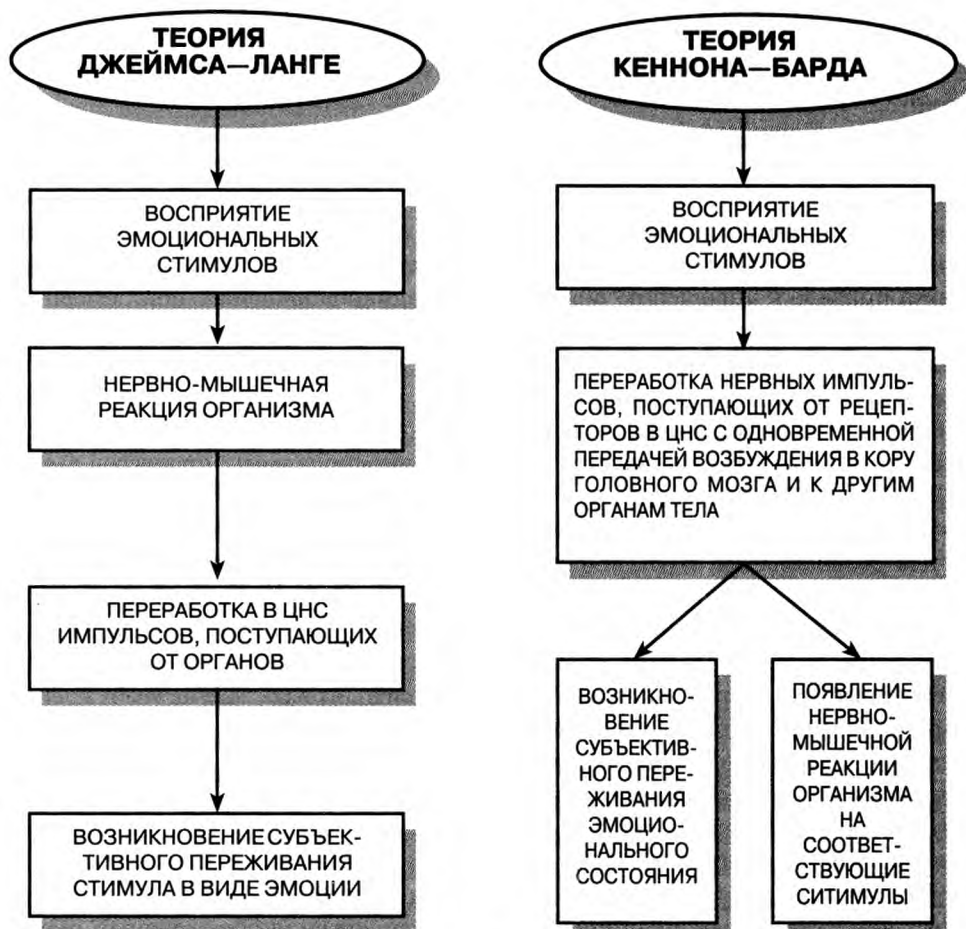 ТЕОРИЯ
ДЖЕЙМСА—ЛАНГЕ
ВОСПРИЯТИЕ
ЭМОЦИОНАЛЬНЫХ
СТИМУЛОВ
НЕРВНО-МЫШЕЧНАЯ
РЕАКЦИЯ ОРГАНИЗМА
ПЕРЕРАБОТКА В ЦНС
ИМПУЛЬСОВ, ПОСТУПАЮЩИХ
ОТ ОРГАНОВ
ВОЗНИКНОВЕНИЕ СУБЪЕК-
ТИВНОГО ПЕРЕЖИВАНИЯ
СТИМУЛА В ВИДЕ ЭМОЦИИ
ТЕОРИЯ
КЕННОНА—БАРДА
ВОСПРИЯТИЕ
ЭМОЦИОНАЛЬНЫХ
СТИМУЛОВ
ПЕРЕРАБОТКА НЕРВНЫХ ИМПУЛЬ-
СОВ, ПОСТУПАЮЩИХ ОТ РЕЦЕП-
ТОРОВ В ЦНС С ОДНОВРЕМЕННОЙ
ПЕРЕДАЧЕЙ ВОЗБУЖДЕНИЯ В КОРУ
ГОЛОВНОГО МОЗГА И К ДРУГИМ
ОРГАНАМ ТЕЛА
ВОЗНИКНО-
ВЕНИЕ
СУБЪЕКТИВ-
НОГО ПЕРЕ-
ЖИВАНИЯ
ЭМОЦИО-
НАЛЬНОГО
СОСТОЯНИЯ
ПОЯВЛЕНИЕ
НЕРВНО-
МЫШЕЧНОЙ
РЕАКЦИИ
ОРГАНИЗМА
НА
СООТВЕТ-
СТВУЮЩИЕ
СИТИМУЛЫ